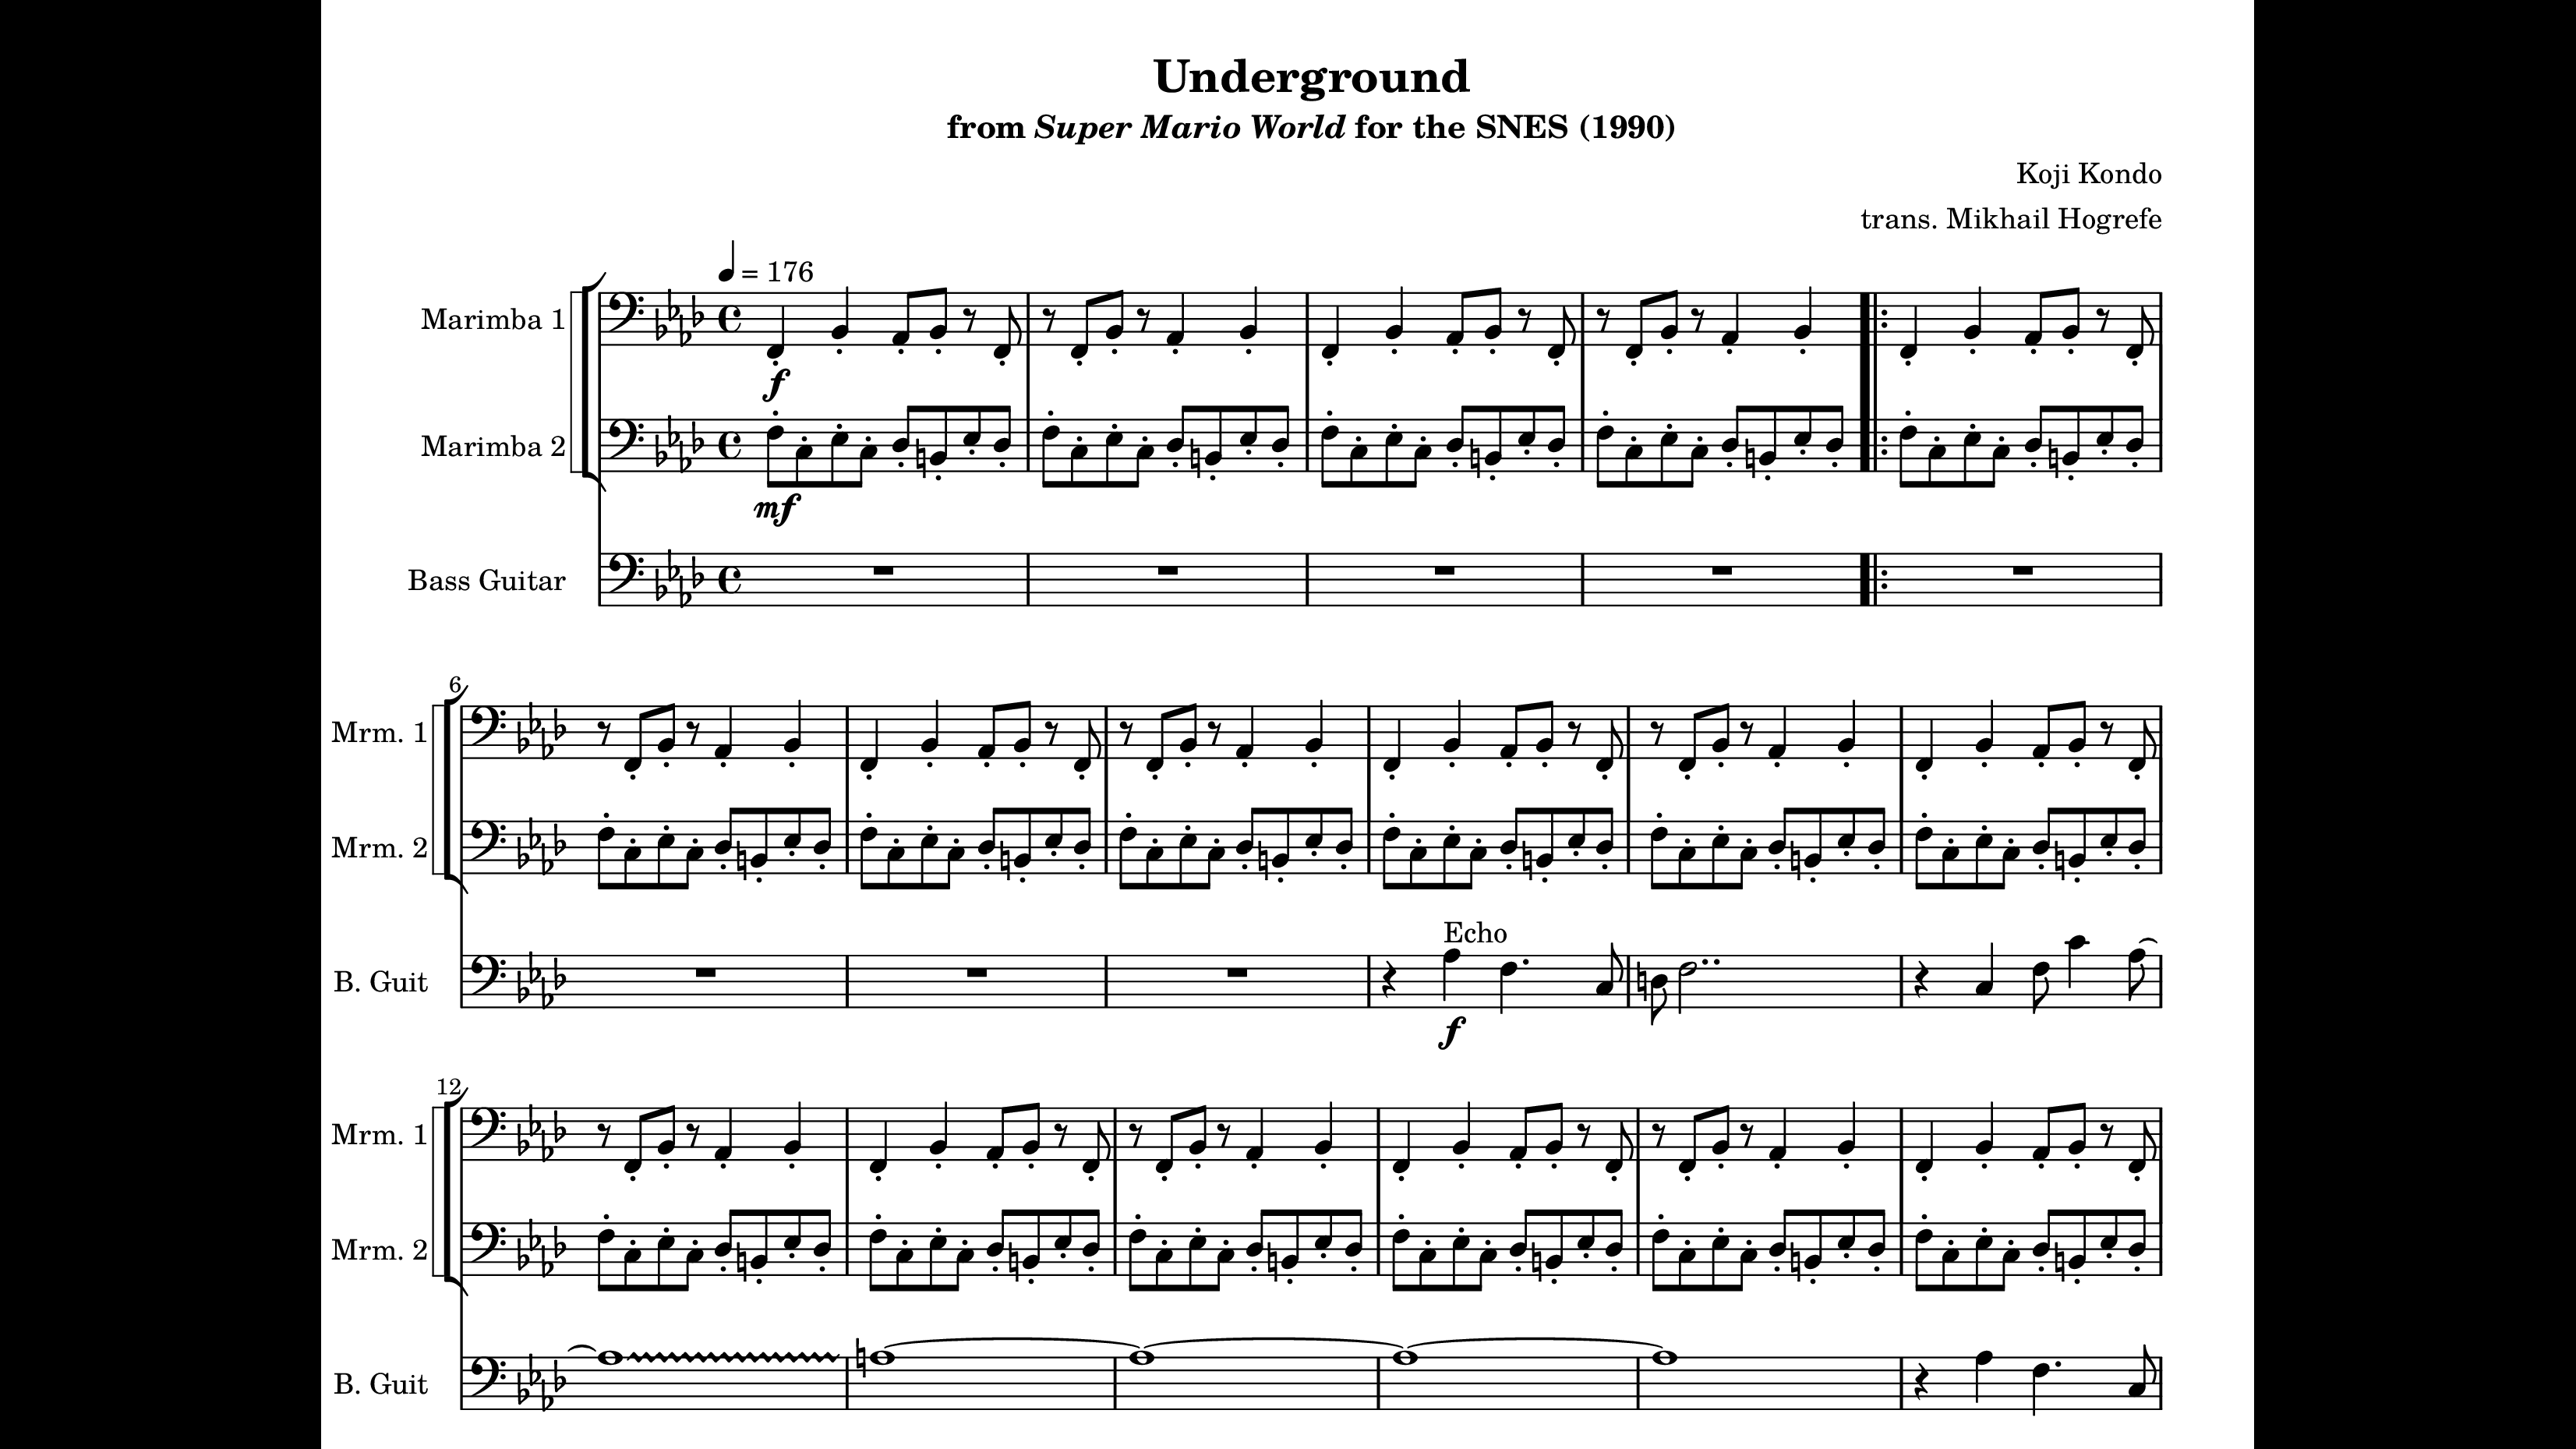 Underground
from Super Mario World for the SNES (1990)
Koji Kondo
trans. Mikhail Hogrefe
= 176
Marimba 1
f
Marimba 2
mf
Bass Guitar
6
Mrm. 1
Mrm. 2
Echo
B. Guit
f
12
Mrm. 1
Mrm. 2
B. Guit